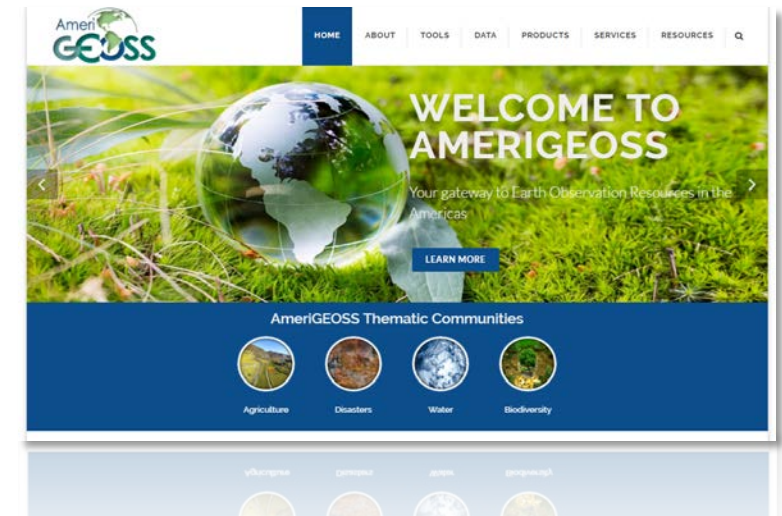 Ameri
GEOSS
HOME ABOUT TOOLS DATA PRODUCTS SERVICES RESOURCES
WELCOME TO
AMERIGEOSS
Your gateway to Earth Observation Resources in the
Americas
LEARN MORE
AmeriGEOSS Thematic Communities
Agriculture Disasters Water Biodiversity